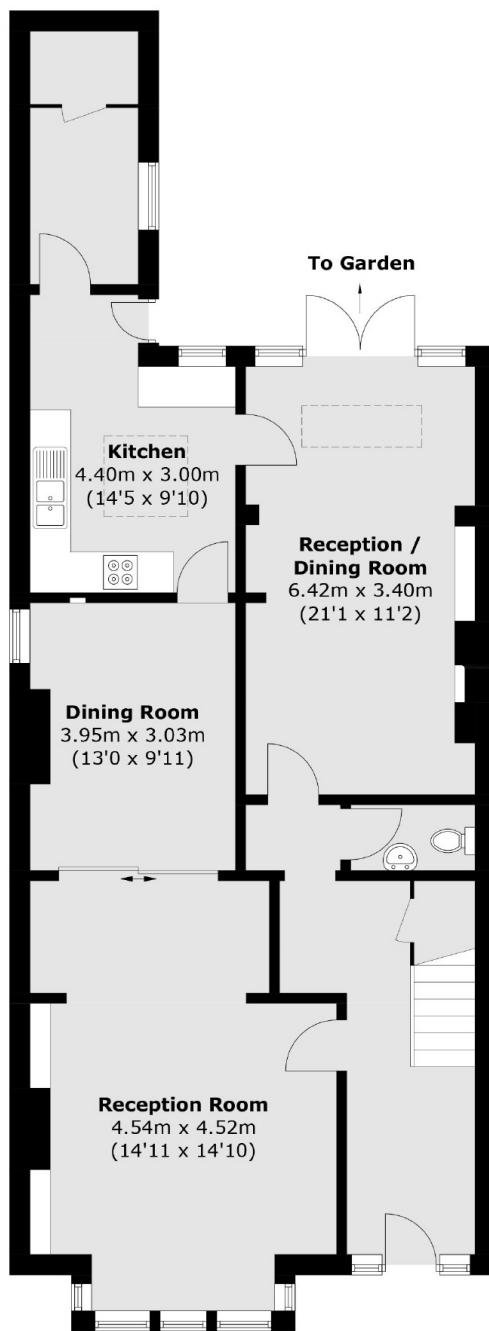 To Garden
Kitchen
4.40m x 3.00m
(14'5 x 9'10)
Reception /
Dining Room
6.42m x 3.40m
(21'1 x 11'2)
Dining Room
3.95m x 3.03m
(13'0 x 9'11)
Reception Room
4.54m x 4.52m
(14'11 x 14'10)